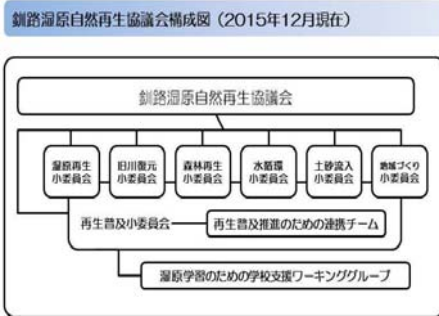 釧路湿原自然再生協議会構成図（2015年12月現在）
釧路湿原自然再生協議会
湿原再生
小委員会
旧川復元
小委員会
森林再生
小委員会
水循環
小委員会
土砂流入
小委員会
地域づくり
小委員会
再生普及小委員会
再生普及推進のための連携チーム
湿原学習のための学校支援ワーキンググループ